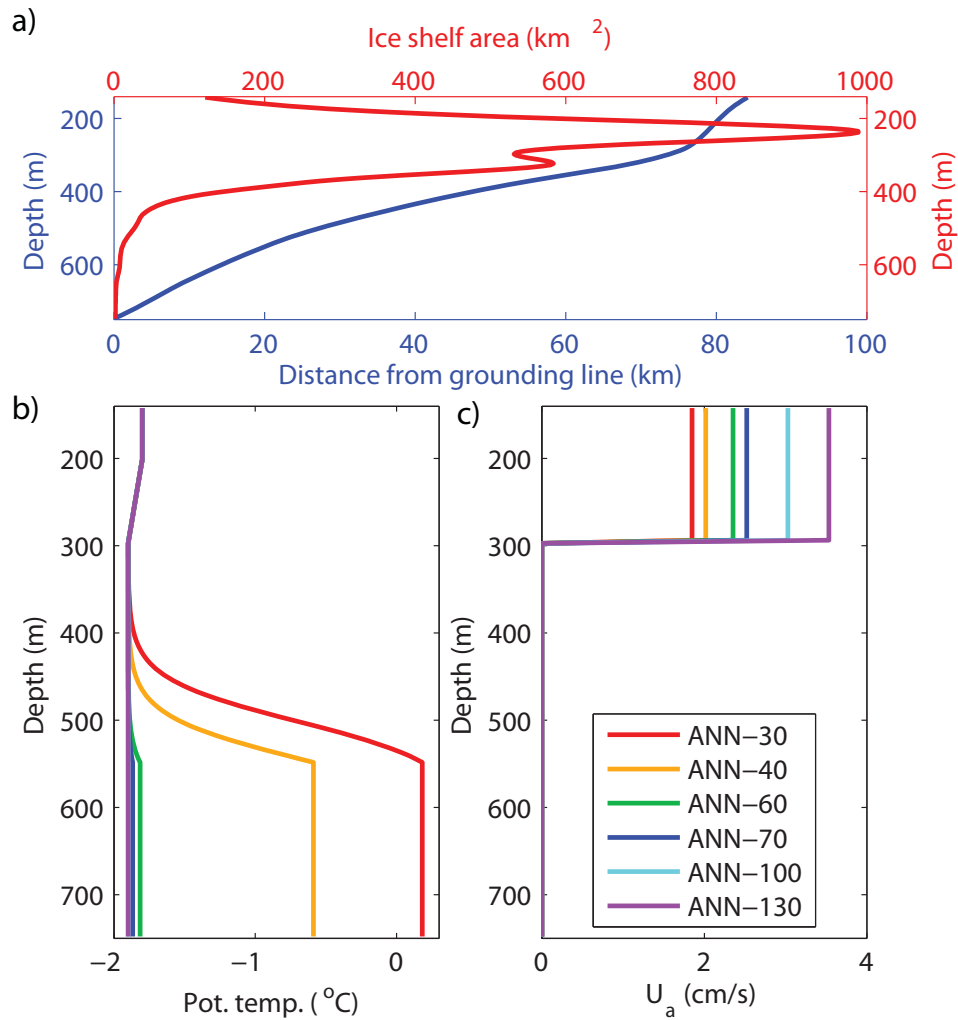 a)
Ice shelf area (km 2)
0 200 400 600 800 1000
200 200
400 400
600 600
Depth (m) Depth (m)
0 20 40 60 80 100
Distance from grounding line (km)
b) c)
200 200
300 300
400 400
500 500
600 600
700 700
Depth (m) Depth (m)
ANN−30
ANN−40
ANN−60
ANN−70
ANN−100
ANN−130
−2 −1 0 0 2 4
Pot. temp. ( oC) U_a (cm/s)